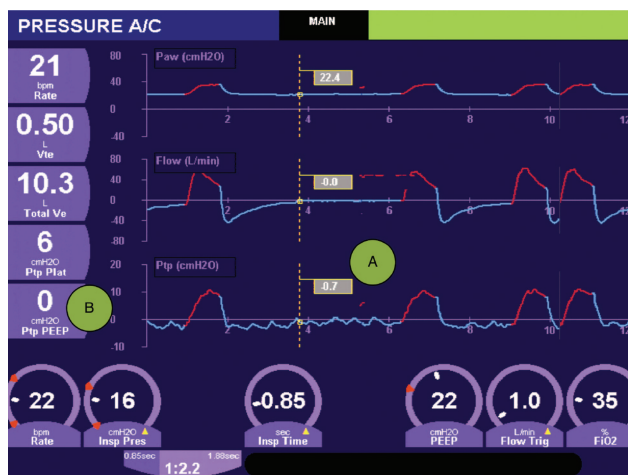 PRESSURE A/C
MAIN
21
bpm
Rate
0.50
L
Vte
10.3
L
Total Ve
6
cmH2O
Ptp Plat
0
cmH2O
Ptp PEEP
B
Paw (cmH2O)
80
40
0
-40
22.4
2 4 6 8 10 12
Flow (L/min)
80
40
0
-40
-80
-0.0
2 4 6 8 10 12
A
Ptp (cmH2O)
20
10
0
-10
-0.7
2 4 6 8 10 12
22
bpm
Rate
16
cmH2O
Insp Pres
0.85
sec
Insp Time
22
cmH2O
PEEP
1.0
L/min
Flow Trig
35
%
FiO2
0.85sec 1.88sec
1:2.2